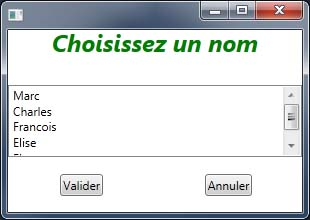 Choisissez un nom
Marc
Charles
Francois
Elise
Valider Annuler